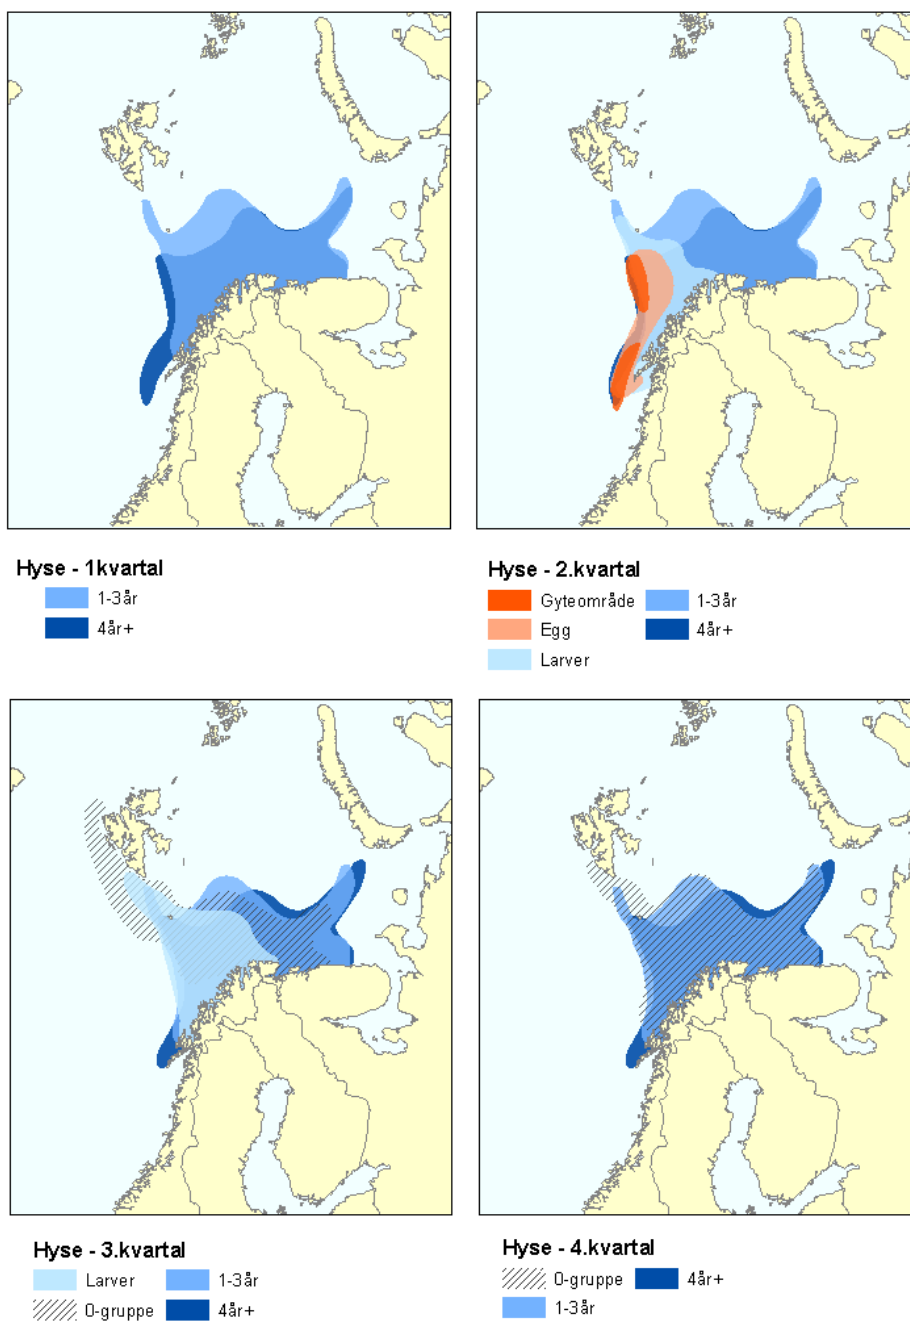 Hyse - 1kvartal
1-3år
4år+
Hyse - 2.kvartal
Gyteområde 1-3år
Egg 4år+
Larver
Hyse - 3.kvartal
Larver 1-3år
0-gruppe 4år+
Hyse - 4.kvartal
0-gruppe 4år+
1-3år